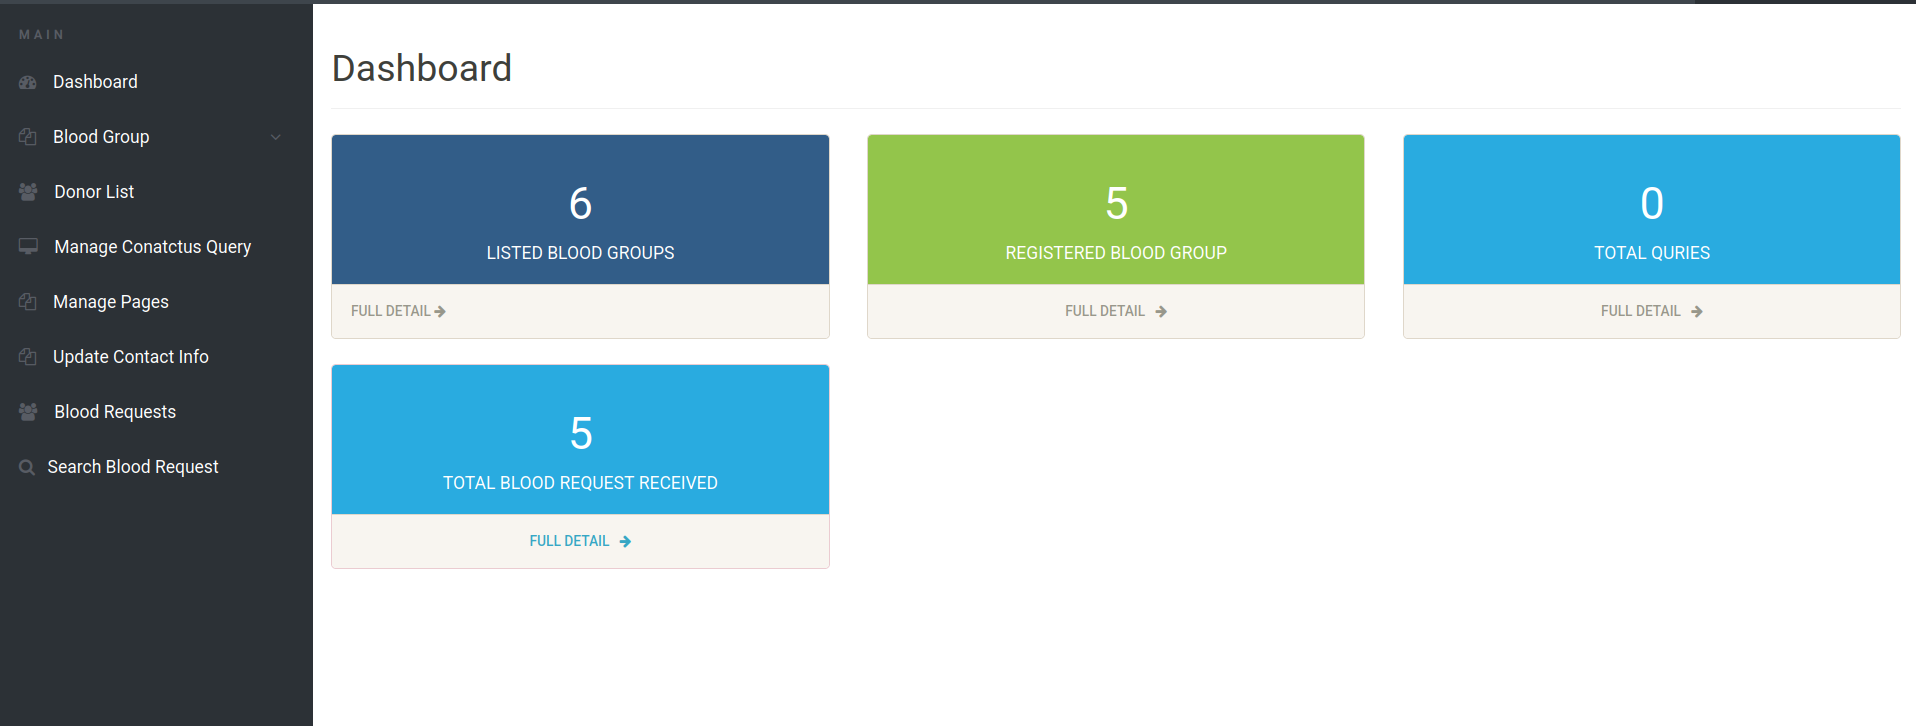 MAIN
Dashboard
Blood Group
Donor List
Manage Conatctus Query
Manage Pages
Update Contact Info
Blood Requests
Search Blood Request
Dashboard
6
LISTED BLOOD GROUPS
FULL DETAIL
5
REGISTERED BLOOD GROUP
FULL DETAIL
0
TOTAL QURIES
FULL DETAIL
5
TOTAL BLOOD REQUEST RECEIVED
FULL DETAIL